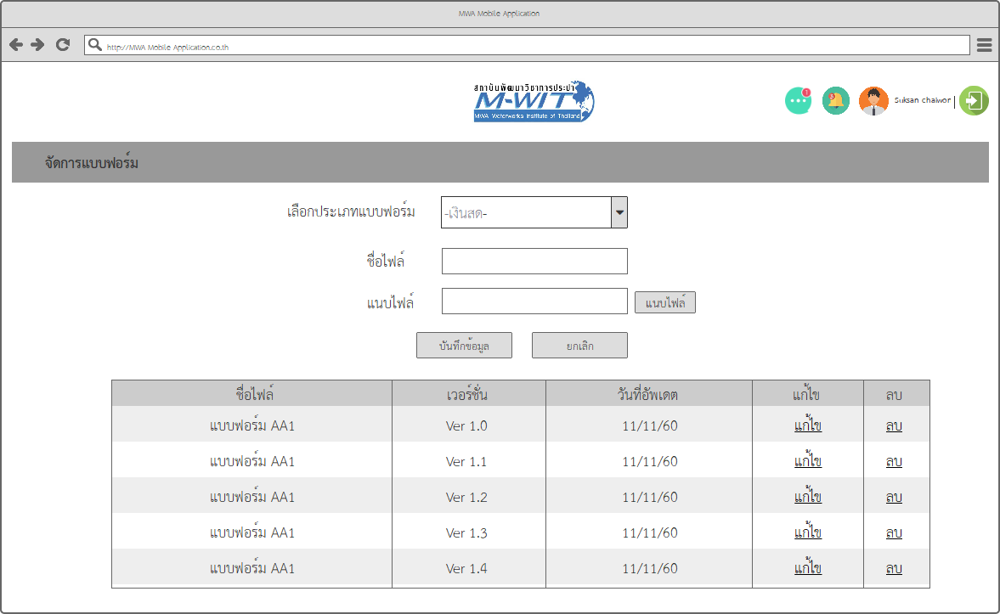 MWA Mobile Application
http://MWA Mobile Application.co.th
สถาบันพัฒนาวิชาการประปา
M-WIT
MWA Waterworks Institute of Thailand
1
Suksan chaiwon
จัดการแบบฟอร์ม
เลือกประเภทแบบฟอร์ม -เงินสด-
ชื่อไฟล์
แนบไฟล์ แนบไฟล์
บันทึกข้อมูล ยกเลิก
ชื่อไฟล์ เวอร์ชั่น วันที่อัพเดต แก้ไข ลบ
แบบฟอร์ม AA1 Ver 1.0 11/11/60 แก้ไข ลบ
แบบฟอร์ม AA1 Ver 1.1 11/11/60 แก้ไข ลบ
แบบฟอร์ม AA1 Ver 1.2 11/11/60 แก้ไข ลบ
แบบฟอร์ม AA1 Ver 1.3 11/11/60 แก้ไข ลบ
แบบฟอร์ม AA1 Ver 1.4 11/11/60 แก้ไข ลบ